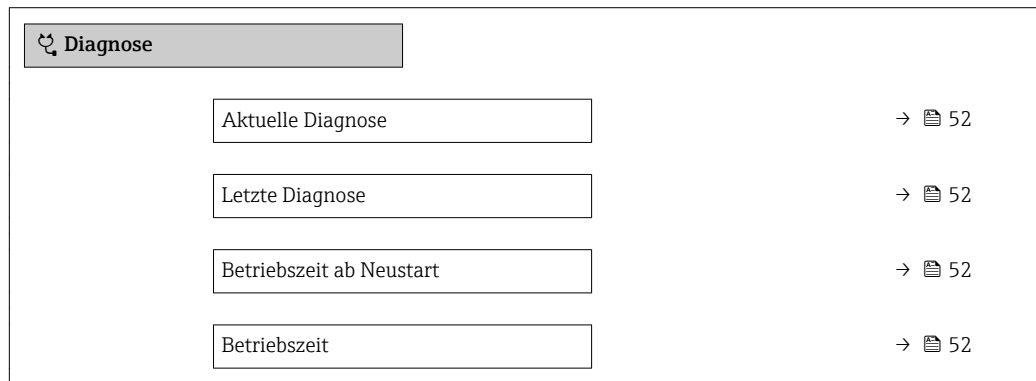 Diagnose
Aktuelle Diagnose → 52
Letzte Diagnose → 52
Betriebszeit ab Neustart → 52
Betriebszeit → 52